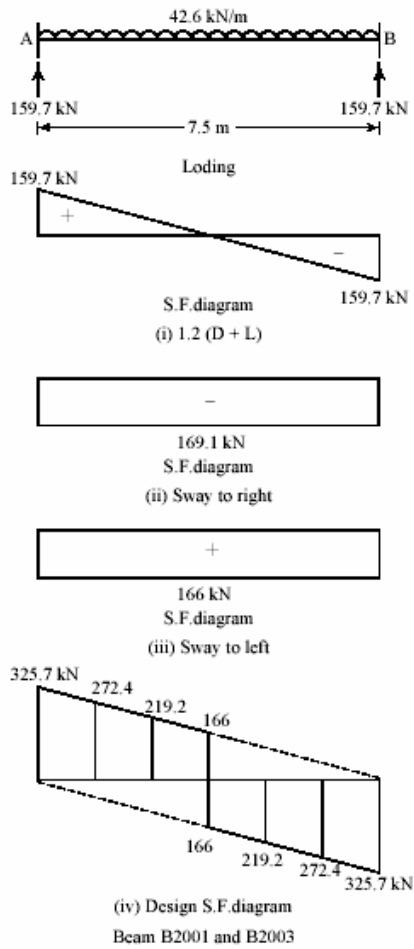 42.6 kN/m
A B
159.7 kN 159.7 kN
7.5 m
Loding
159.7 kN
+
−
159.7 kN
S.F.diagram
(i) 1.2 (D + L)
−
169.1 kN
S.F.diagram
(ii) Sway to right
+
166 kN
S.F.diagram
(iii) Sway to left
325.7 kN
272.4
219.2
166
166
219.2
272.4
325.7 kN
(iv) Design S.F.diagram
Beam B2001 and B2003